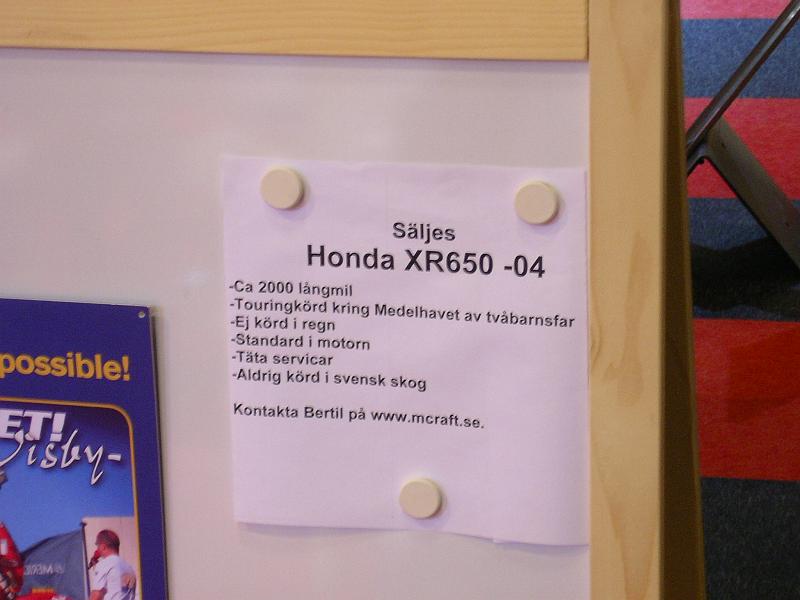 Säljes
Honda XR650 -04
-Ca 2000 långmil
-Touringkörd kring Medelhavet av tvåbarnsfar
-Ej körd i regn
-Standard i motorn
-Täta servicar
-Aldrig körd i svensk skog
Kontakta Bertil på www.mcraft.se.
possible!
ET!
Visby-